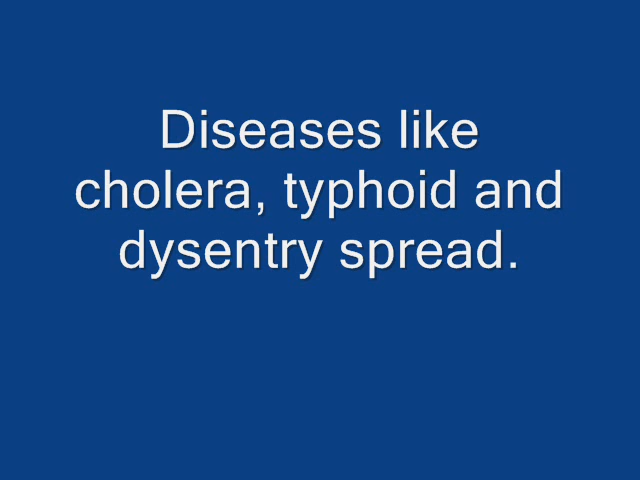 Diseases like
cholera, typhoid and
dysentry spread.